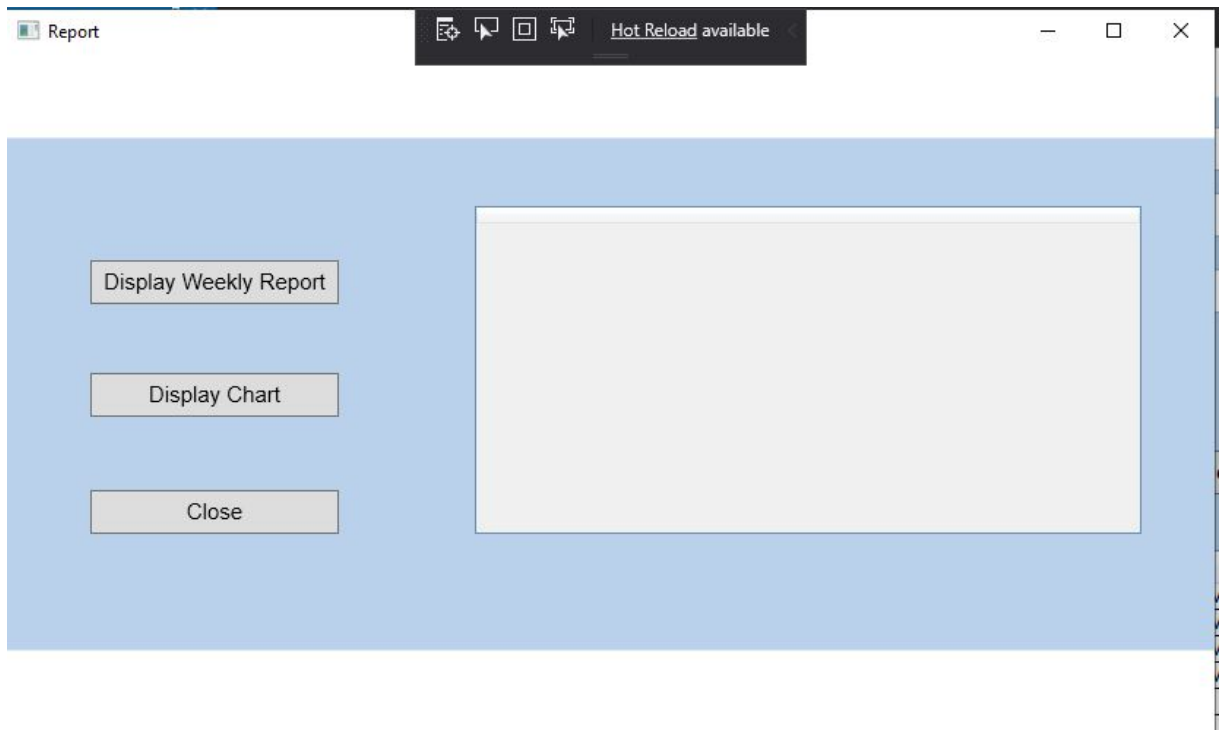 Report
Hot Reload available
Display Weekly Report
Display Chart
Close